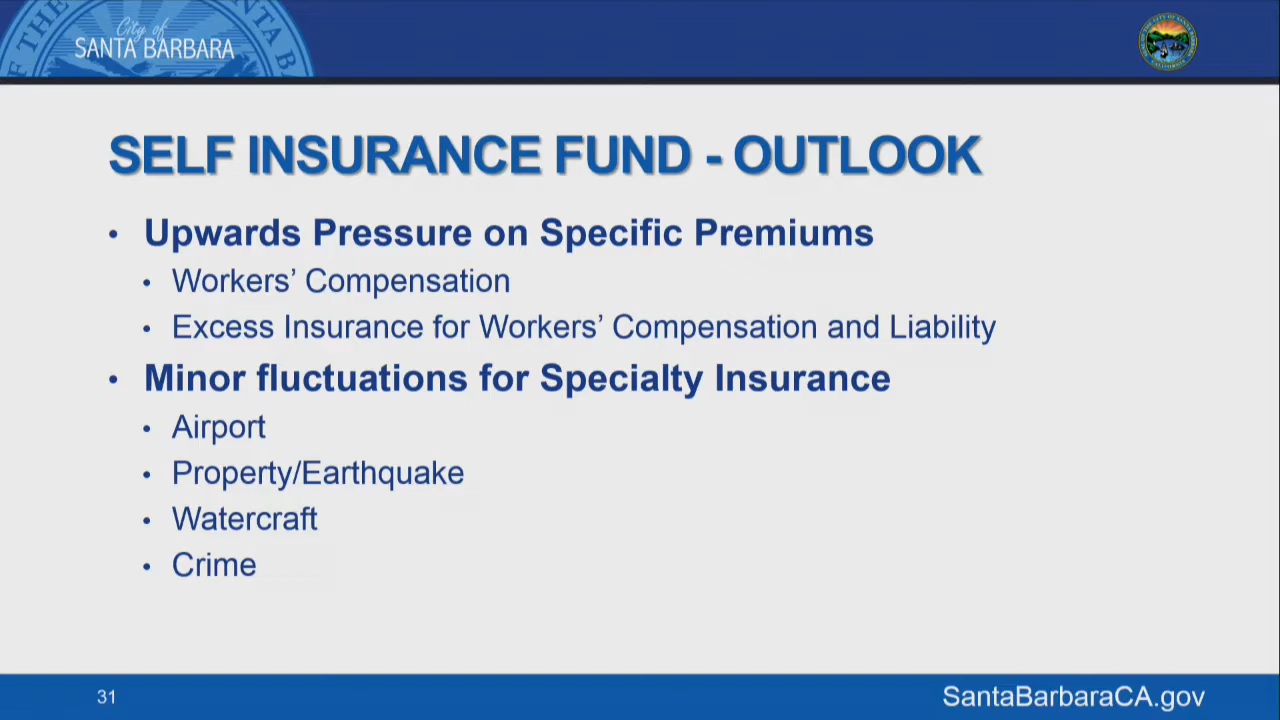 City of
SANTA BARBARA
SELF INSURANCE FUND - OUTLOOK
• Upwards Pressure on Specific Premiums
• Workers’ Compensation
• Excess Insurance for Workers’ Compensation and Liability
• Minor fluctuations for Specialty Insurance
• Airport
• Property/Earthquake
• Watercraft
• Crime
31
SantaBarbaraCA.gov